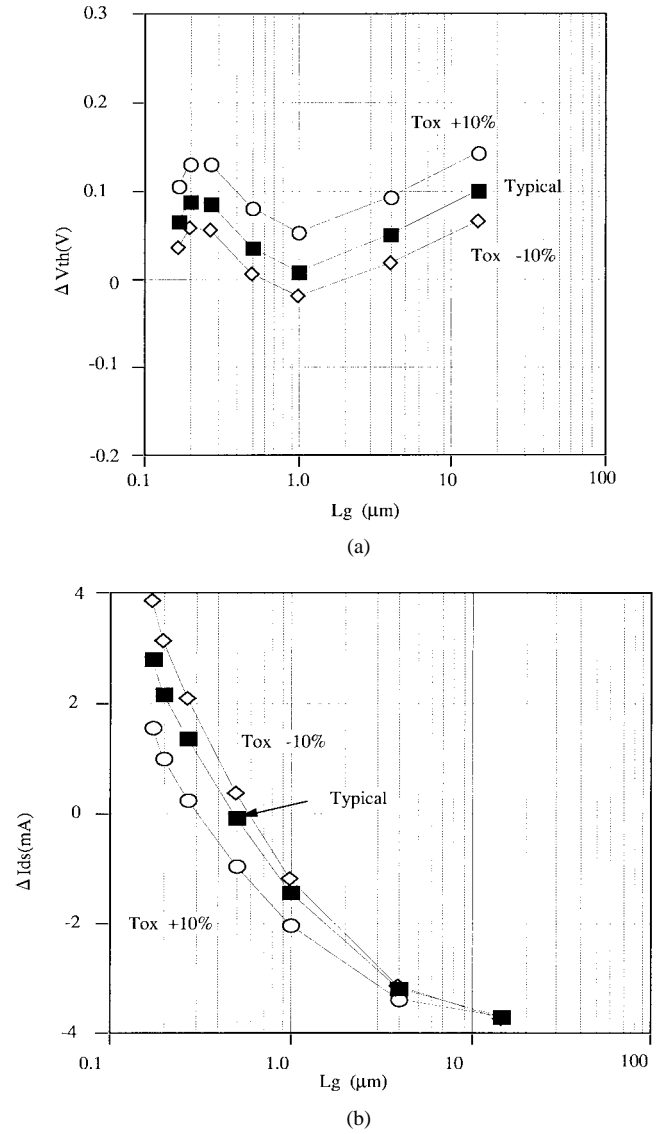 0.3
0.2
Tox +10%
Typical
0.1
Δ Vth(V)
Tox -10%
0
-0.1
-0.2
0.1
1.0
10
100
Lg (μm)
(a)
4
2
Tox -10%
Typical
0
Δ Ids(mA)
Tox +10%
-2
-4
0.1
1.0
10
100
Lg (μm)
(b)